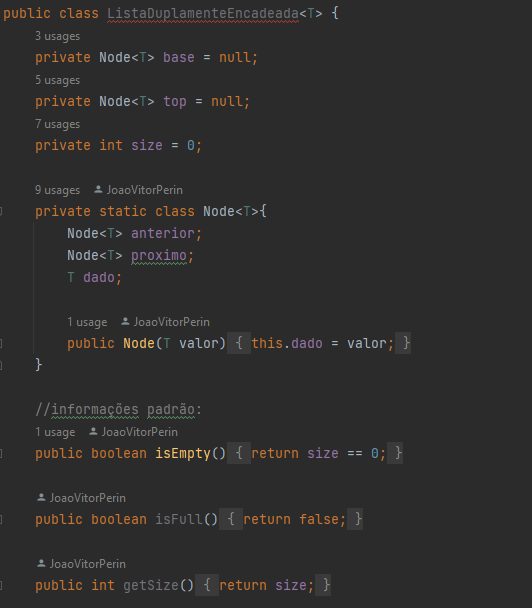 public class ListaDuplamenteEncadeada<T> {
3 usages
private Node<T> base = null;
5 usages
private Node<T> top = null;
7 usages
private int size = 0;
9 usages JoaoVitorPerin
private static class Node<T>{
Node<T> anterior;
Node<T> proximo;
T dado;
1 usage JoaoVitorPerin
public Node(T valor) { this.dado = valor; }
}
//informações padrão:
1 usage JoaoVitorPerin
public boolean isEmpty() { return size == 0; }
JoaoVitorPerin
public boolean isFull() { return false; }
JoaoVitorPerin
public int getSize() { return size; }